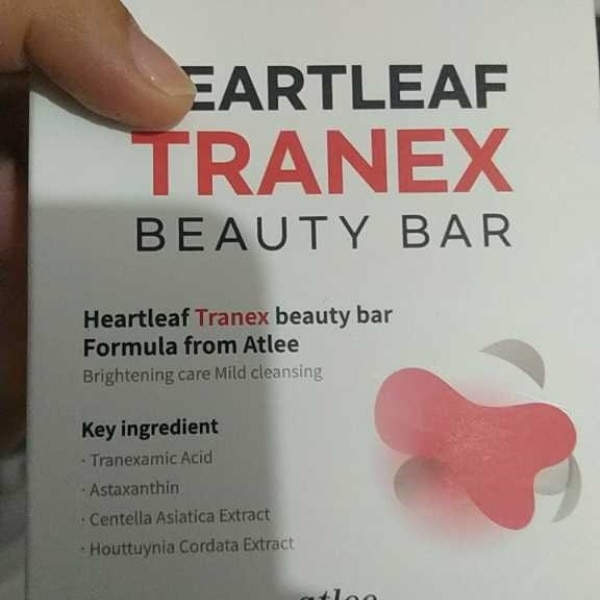 EARTLEAF
TRANEX
BEAUTY BAR
Heartleaf Tranex beauty bar
Formula from Atlee
Brightening care Mild cleansing
Key ingredient
· Tranexamic Acid
· Astaxanthin
· Centella Asiatica Extract
· Houttuynia Cordata Extract
atlee